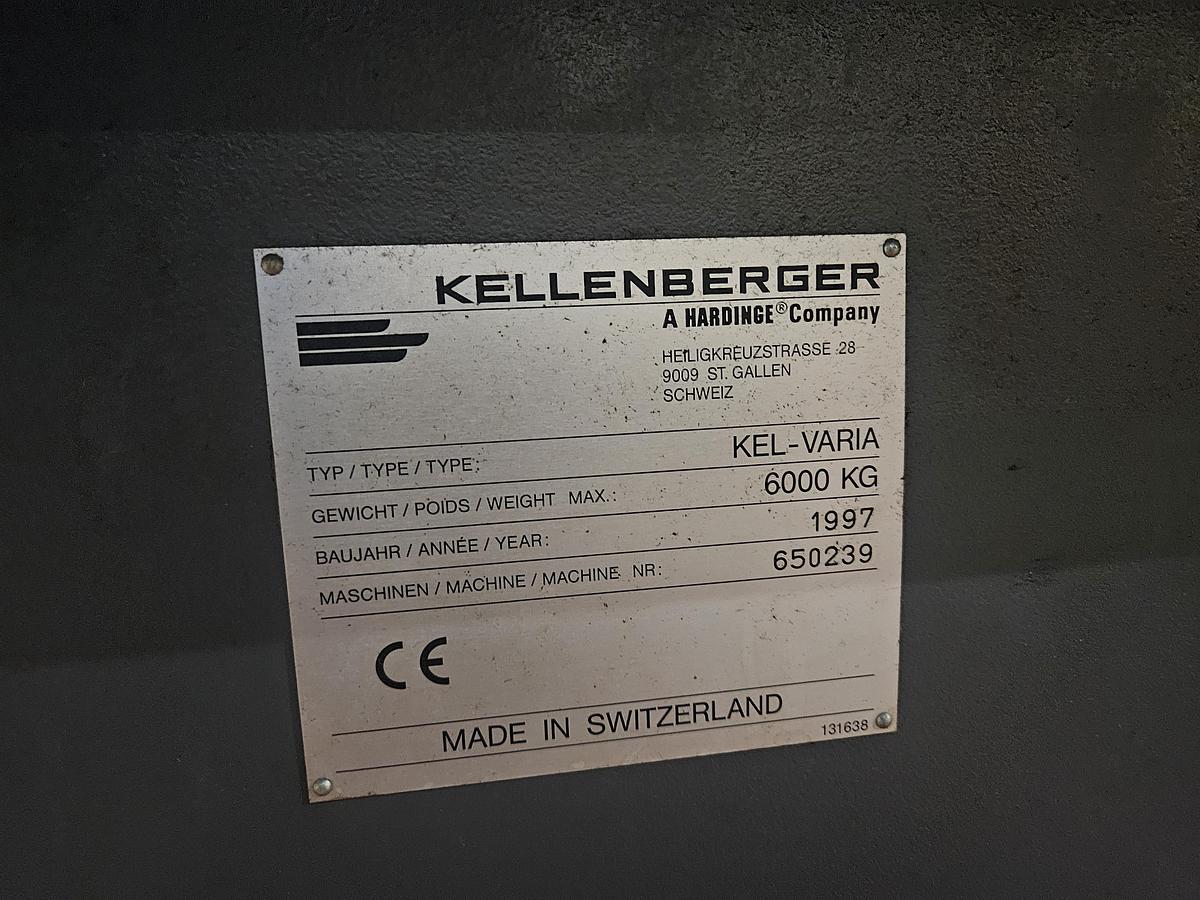 KELLENBERGER
A HARDINGE® Company
HEILIGKREUZSTRASSE 28
9009 ST. GALLEN
SCHWEIZ
TYP / TYPE / TYPE: KEL-VARIA
GEWICHT / POIDS / WEIGHT MAX.: 6000 KG
BAUJAHR / ANNÉE / YEAR: 1997
MASCHINEN / MACHINE / MACHINE NR: 650239
CE
MADE IN SWITZERLAND
131638